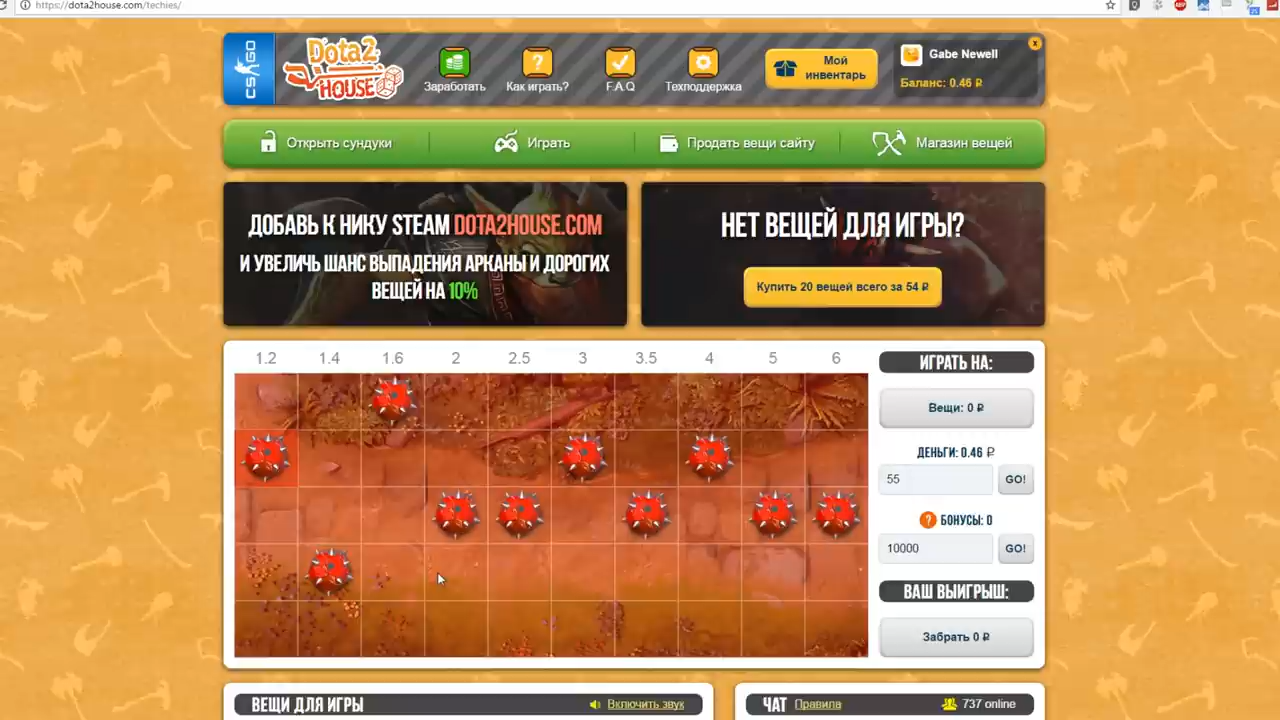 https://dota2house.com/techies/
CS GO
Dota2
HOUSE
Заработать
Как играть?
F.A.Q
Техподдержка
Мой
инвентарь
Gabe Newell
Баланс: 0.46 ₽
x
Открыть сундуки
Играть
Продать вещи сайту
Магазин вещей
ДОБАВЬ К НИКУ STEAM DOTA2HOUSE.COM
И УВЕЛИЧЬ ШАНС ВЫПАДЕНИЯ АРКАНЫ И ДОРОГИХ
ВЕЩЕЙ НА 10%
НЕТ ВЕЩЕЙ ДЛЯ ИГРЫ?
Купить 20 вещей всего за 54 ₽
1.2 1.4 1.6 2 2.5 3 3.5 4 5 6
ИГРАТЬ НА:
Вещи: 0 ₽
ДЕНЬГИ: 0.46 ₽
55 GO!
? БОНУСЫ: 0
10000 GO!
ВАШ ВЫИГРЫШ:
Забрать 0 ₽
ВЕЩИ ДЛЯ ИГРЫ
Включить звук
ЧАТ Правила
737 online